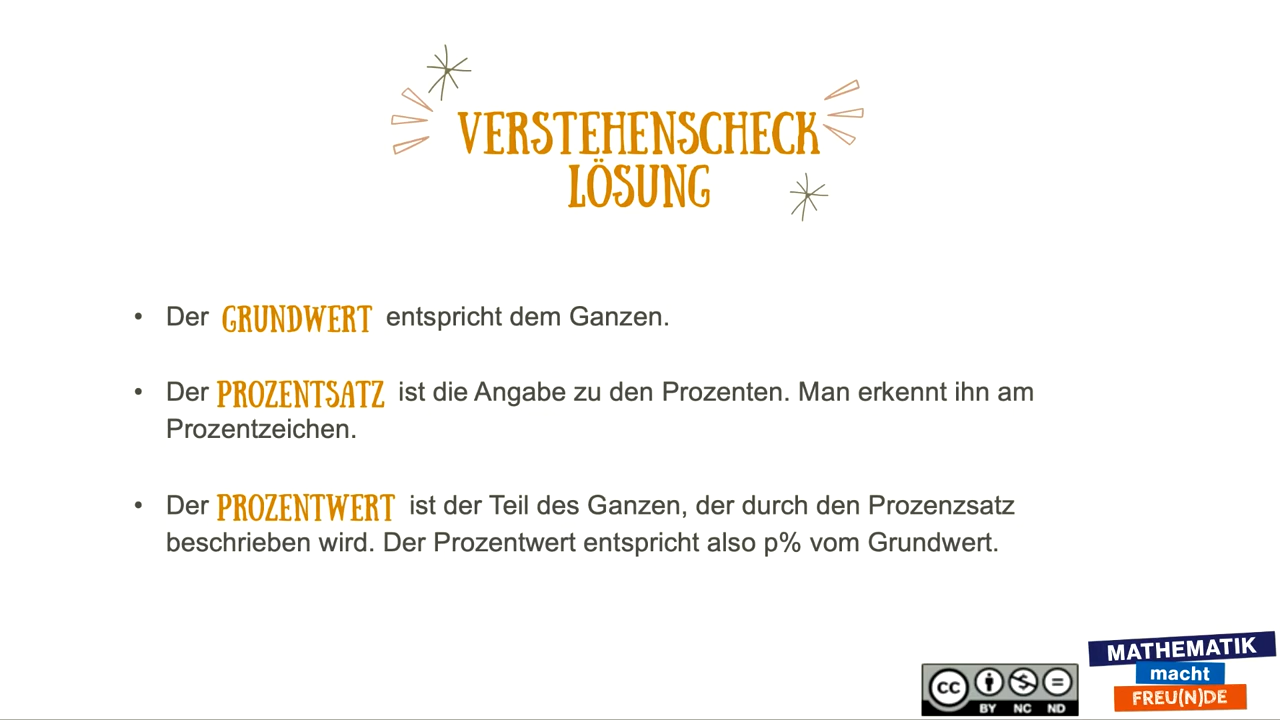 VERSTEHENSCHECK
LÖSUNG
• Der GRUNDWERT entspricht dem Ganzen.
• Der PROZENTSATZ ist die Angabe zu den Prozenten. Man erkennt ihn am
Prozentzeichen.
• Der PROZENTWERT ist der Teil des Ganzen, der durch den Prozenzsatz
beschrieben wird. Der Prozentwert entspricht also p% vom Grundwert.
MATHEMATIK
macht
FREU(N)DE
CC
BY NC ND